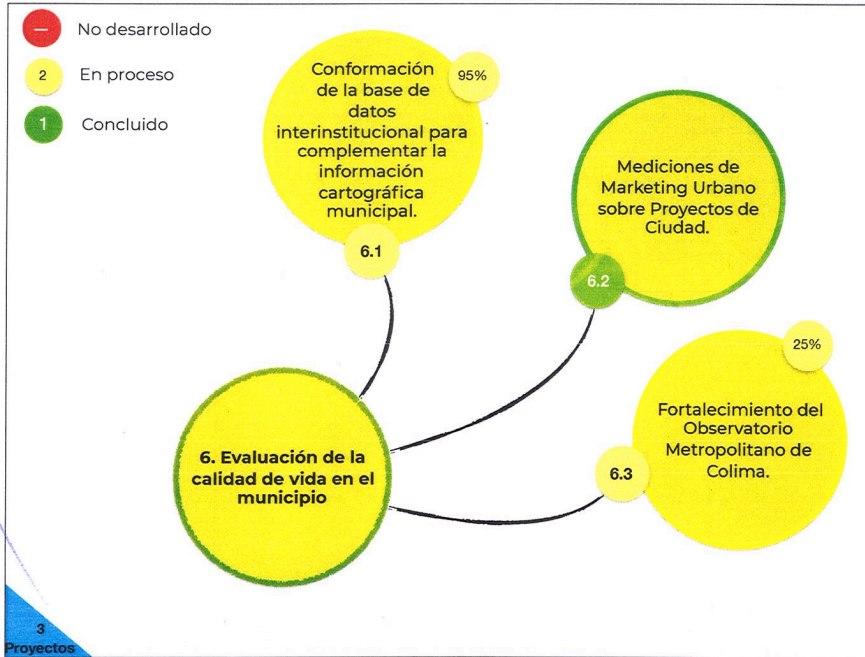 — No desarrollado
2 En proceso
1 Concluido
Conformación
de la base de
datos
interinstitucional para
complementar la
información
cartográfica
municipal.
95%
6.1
Mediciones de
Marketing Urbano
sobre Proyectos de
Ciudad.
6.2
25%
Fortalecimiento del
Observatorio
Metropolitano de
Colima.
6.3
6. Evaluación de la
calidad de vida en el
municipio
3
Proyectos